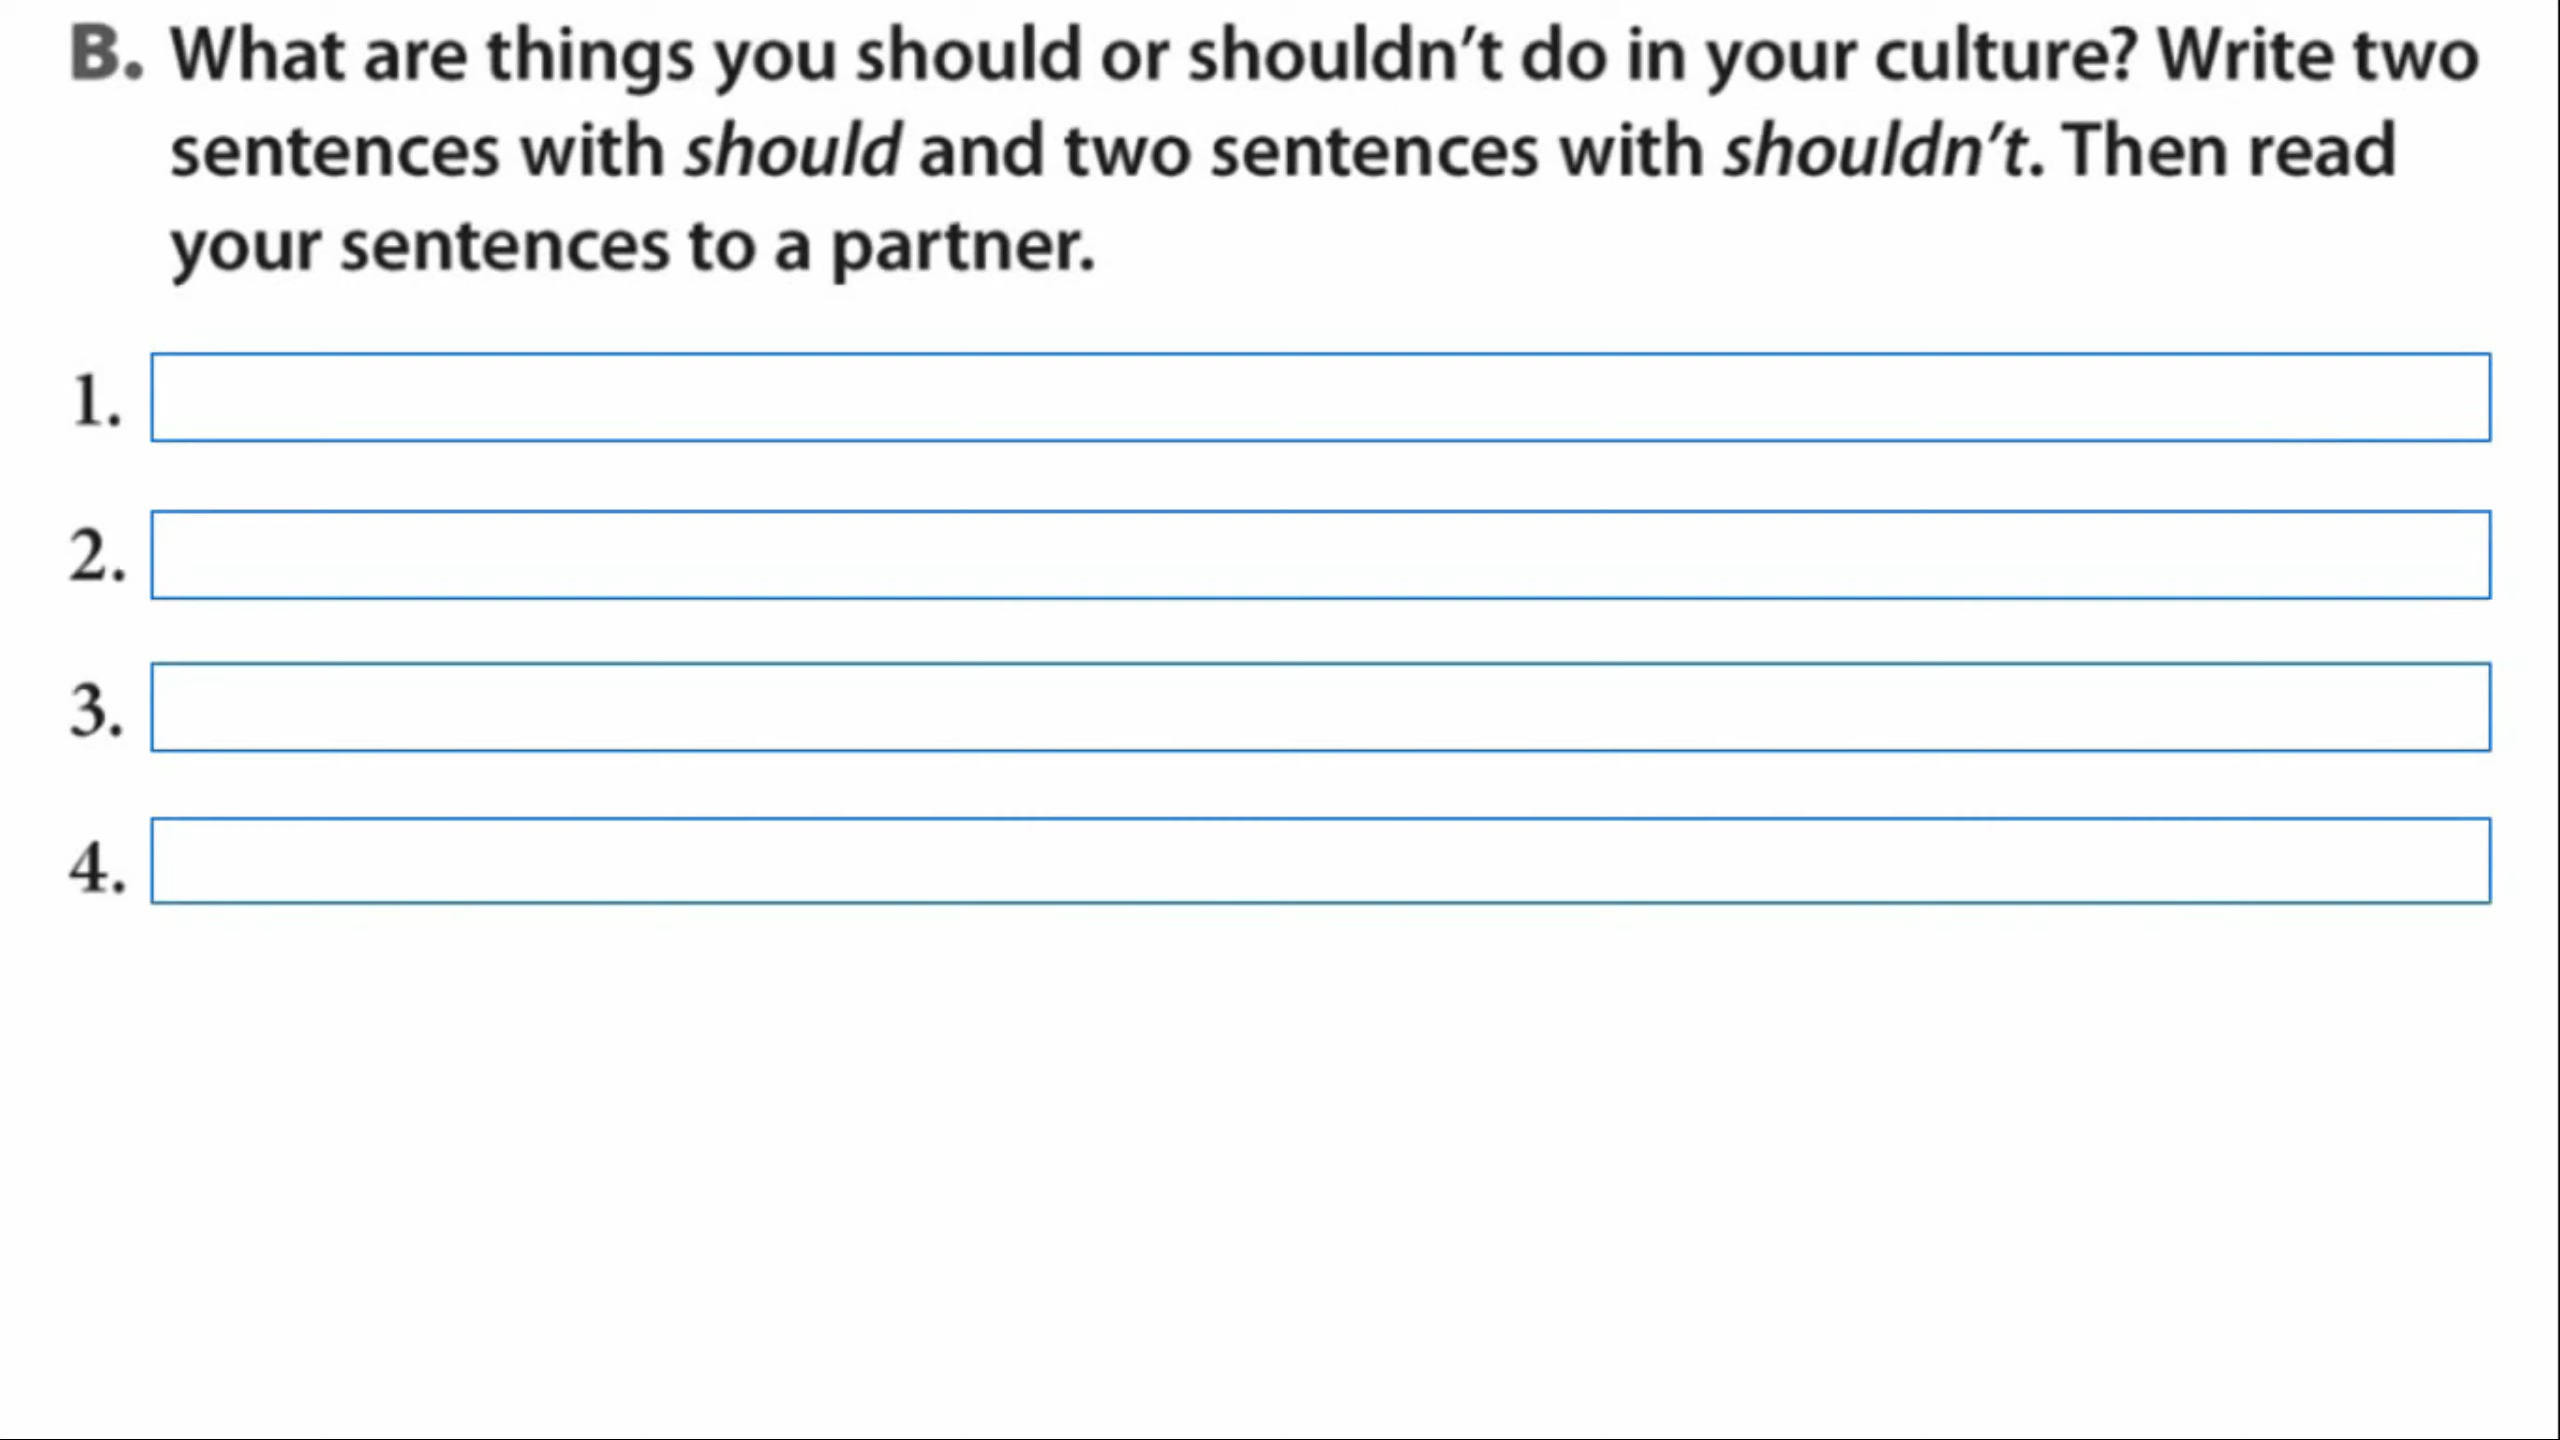 B. What are things you should or shouldn't do in your culture? Write two
sentences with should and two sentences with shouldn't. Then read
your sentences to a partner.
1.
2.
3.
4.